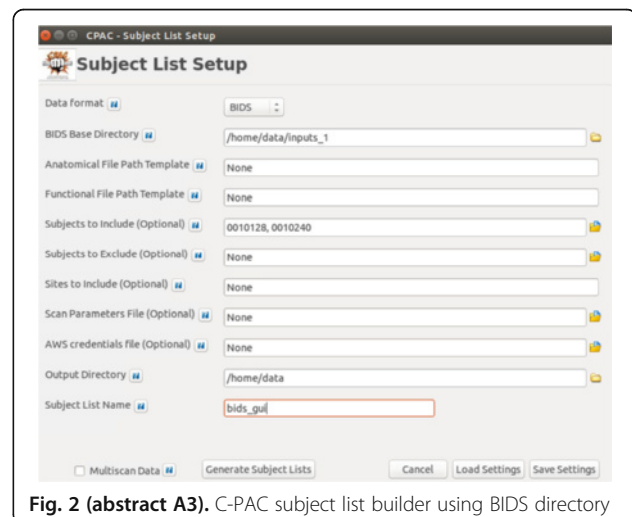 CPAC - Subject List Setup
Subject List Setup
Data format
BIDS
BIDS Base Directory
/home/data/inputs_1
Anatomical File Path Template
None
Functional File Path Template
None
Subjects to Include (Optional)
0010128, 0010240
Subjects to Exclude (Optional)
None
Sites to Include (Optional)
None
Scan Parameters File (Optional)
None
AWS credentials file (Optional)
None
Output Directory
/home/data
Subject List Name
bids_gui
Multiscan Data
Generate Subject Lists
Cancel
Load Settings
Save Settings
Fig. 2 (abstract A3). C-PAC subject list builder using BIDS directory